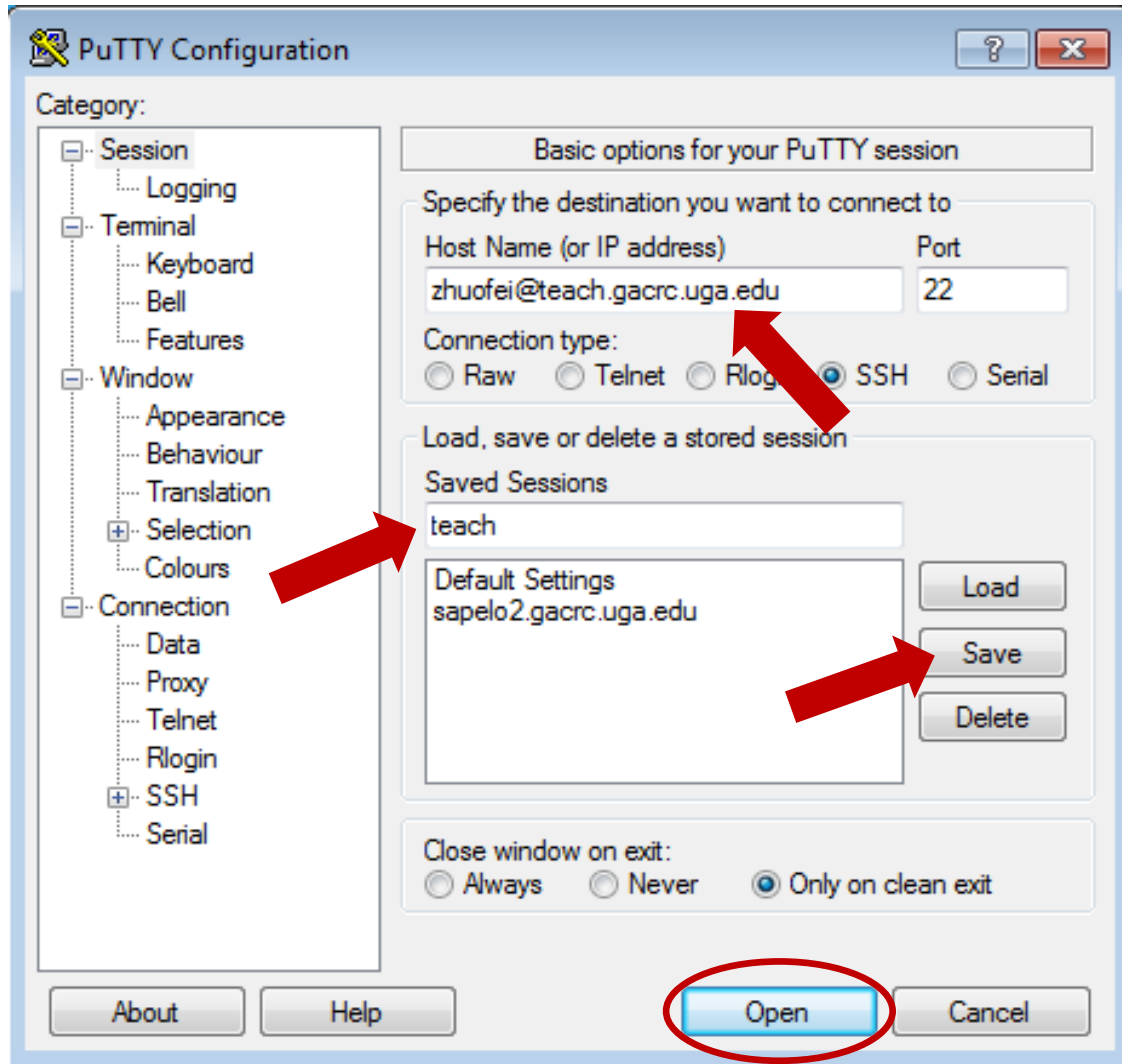 PuTTY Configuration
Category:
Session
Logging
Terminal
Keyboard
Bell
Features
Window
Appearance
Behaviour
Translation
Selection
Colours
Connection
Data
Proxy
Telnet
Rlogin
SSH
Serial
Basic options for your PuTTY session
Specify the destination you want to connect to
Host Name (or IP address) Port
zhuofei@teach.gacrc.uga.edu 22
Connection type:
Raw Telnet Rlogin SSH Serial
Load, save or delete a stored session
Saved Sessions
teach
Default Settings
sapelo2.gacrc.uga.edu
Load
Save
Delete
Close window on exit:
Always Never Only on clean exit
About Help Open Cancel